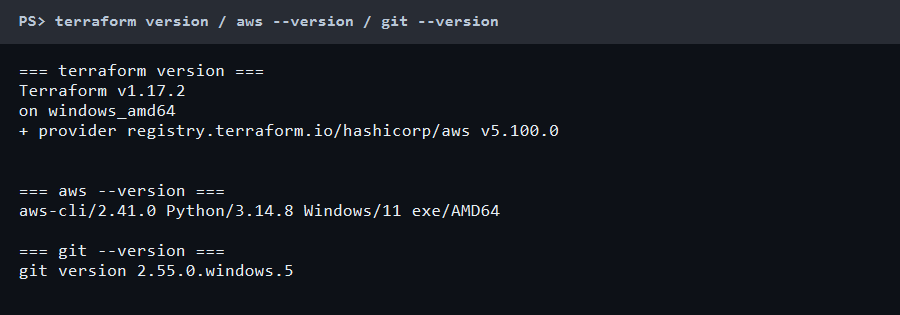 PS> terraform version / aws --version / git --version
=== terraform version ===
Terraform v1.17.2
on windows_amd64
+ provider registry.terraform.io/hashicorp/aws v5.100.0
=== aws --version ===
aws-cli/2.41.0 Python/3.14.8 Windows/11 exe/AMD64
=== git --version ===
git version 2.55.0.windows.5